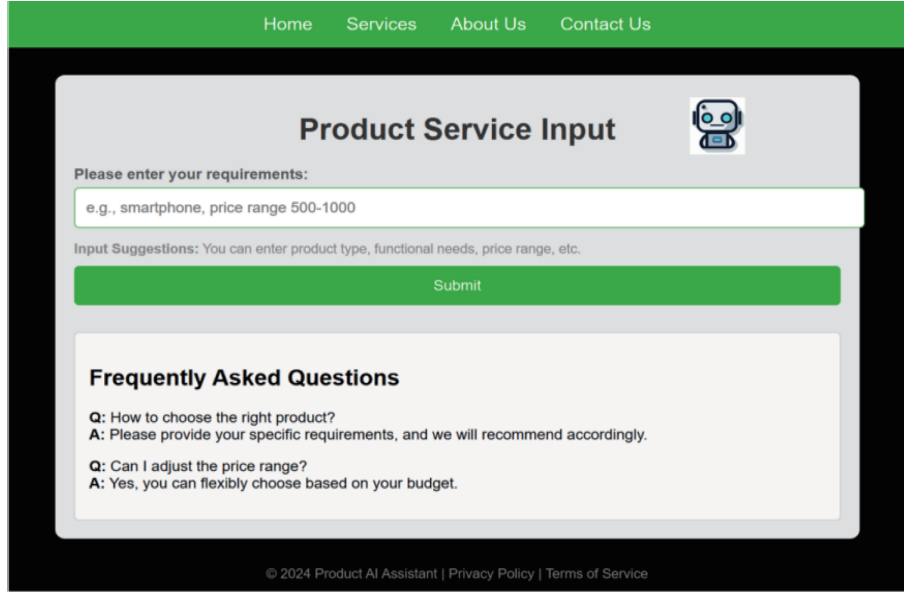 Home Services About Us Contact Us
Product Service Input
Please enter your requirements:
e.g., smartphone, price range 500-1000
Input Suggestions: You can enter product type, functional needs, price range, etc.
Submit
Frequently Asked Questions
Q: How to choose the right product?
A: Please provide your specific requirements, and we will recommend accordingly.
Q: Can I adjust the price range?
A: Yes, you can flexibly choose based on your budget.
© 2024 Product AI Assistant | Privacy Policy | Terms of Service